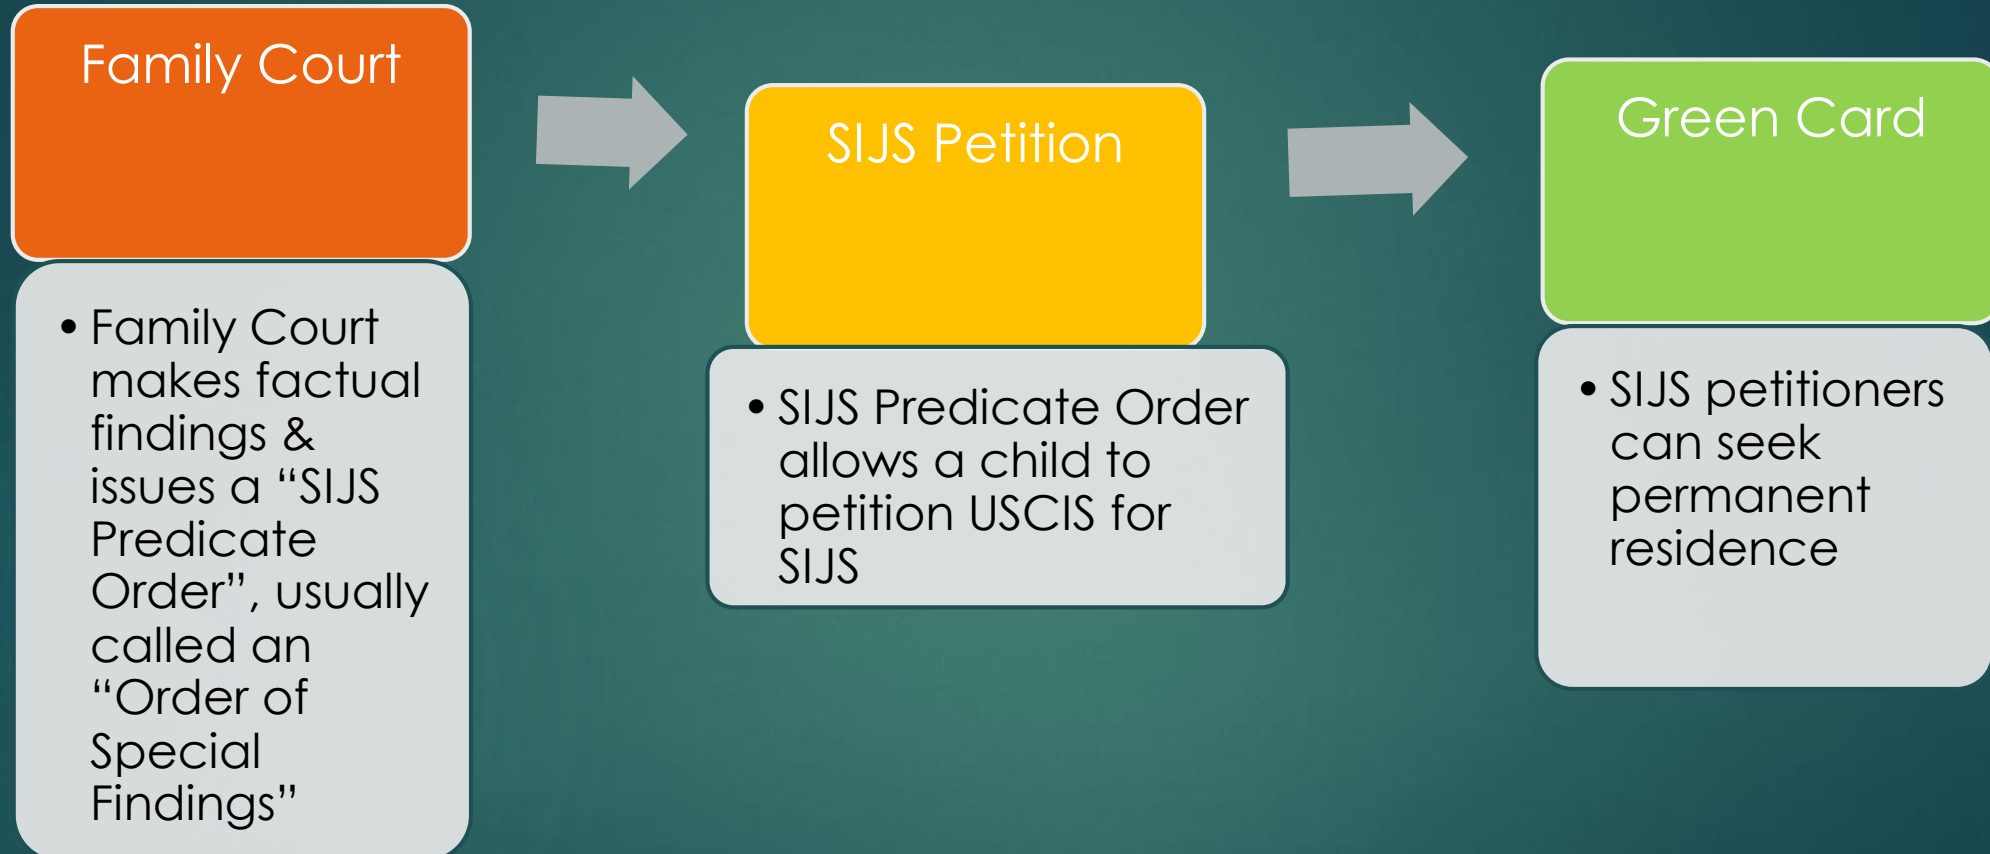 Family Court
• Family Court
makes factual
findings &
issues a “SIJS
Predicate
Order”, usually
called an
“Order of
Special
Findings”
SIJS Petition
• SIJS Predicate Order
allows a child to
petition USCIS for
SIJS
Green Card
• SIJS petitioners
can seek
permanent
residence